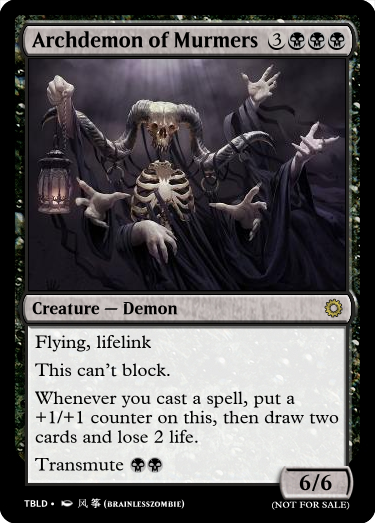 Archdemon of Murmers 3
Creature — Demon
Flying, lifelink
This can't block.
Whenever you cast a spell, put a
+1/+1 counter on this, then draw two
cards and lose 2 life.
Transmute
6/6
TBLD • 风筝 (BRAINLESSZOMBIE)
(NOT FOR SALE)